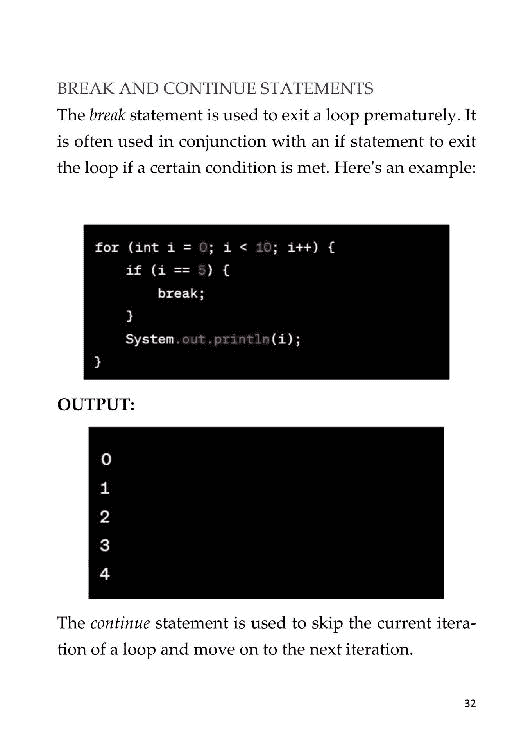 BREAK AND CONTINUE STATEMENTS
The break statement is used to exit a loop prematurely. It
is often used in conjunction with an if statement to exit
the loop if a certain condition is met. Here's an example:
for (int i = 0; i < 10; i++) {
    if (i == 5) {
        break;
    }
    System.out.println(i);
}
OUTPUT:
0
1
2
3
4
The continue statement is used to skip the current itera-
tion of a loop and move on to the next iteration.
32